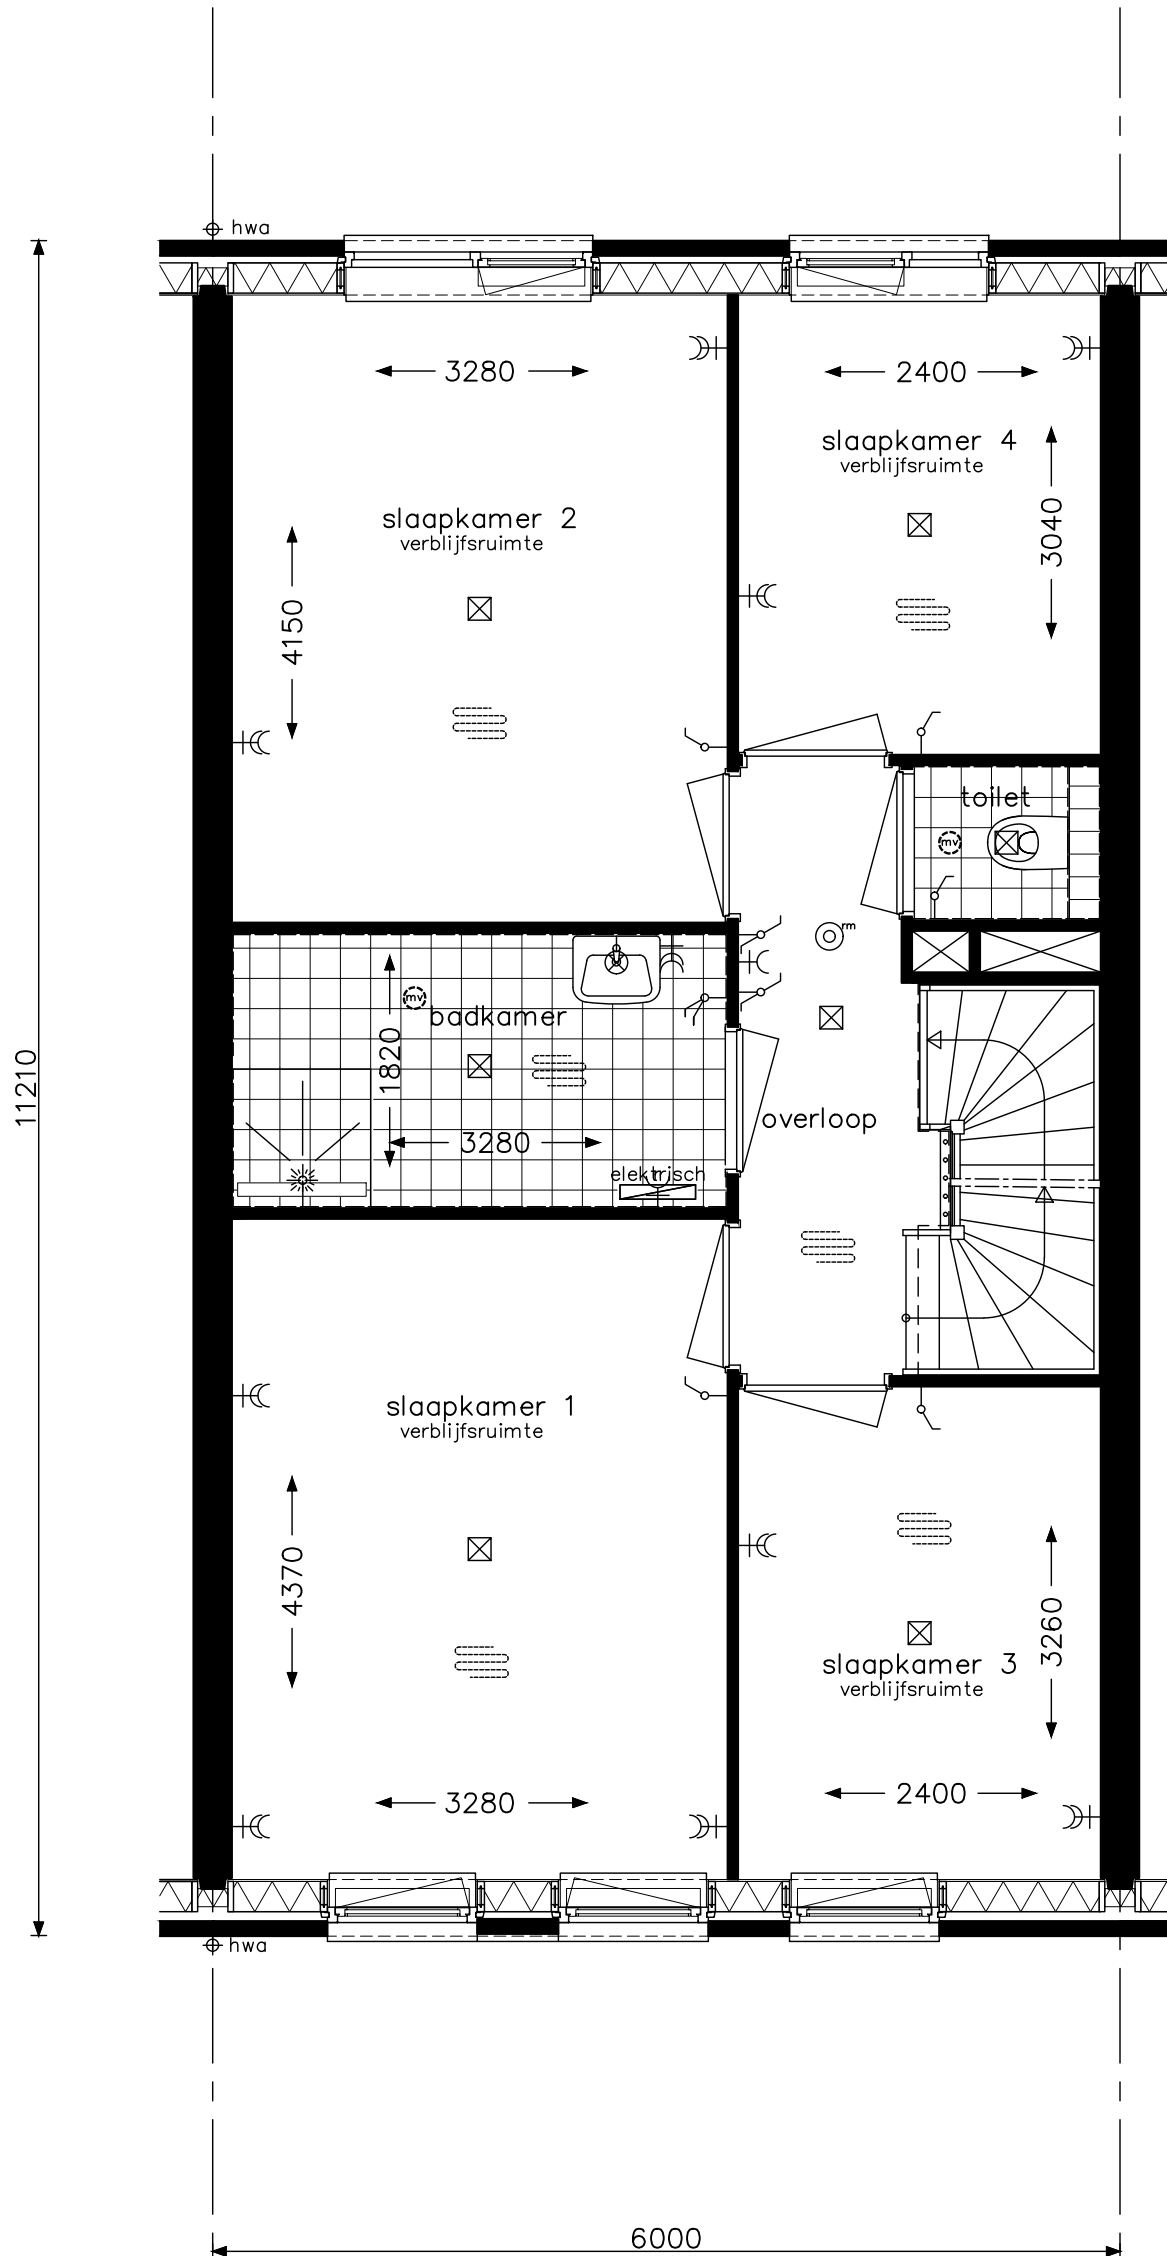 hwa
3280
2400
slaapkamer 4
verblijfsruimte
3040
slaapkamer 2
verblijfsruimte
4150
toilet
mv
rm
mv
badkamer
1820
11210
3280
overloop
elektrisch
slaapkamer 1
verblijfsruimte
4370
3260
slaapkamer 3
verblijfsruimte
3280
2400
hwa
6000